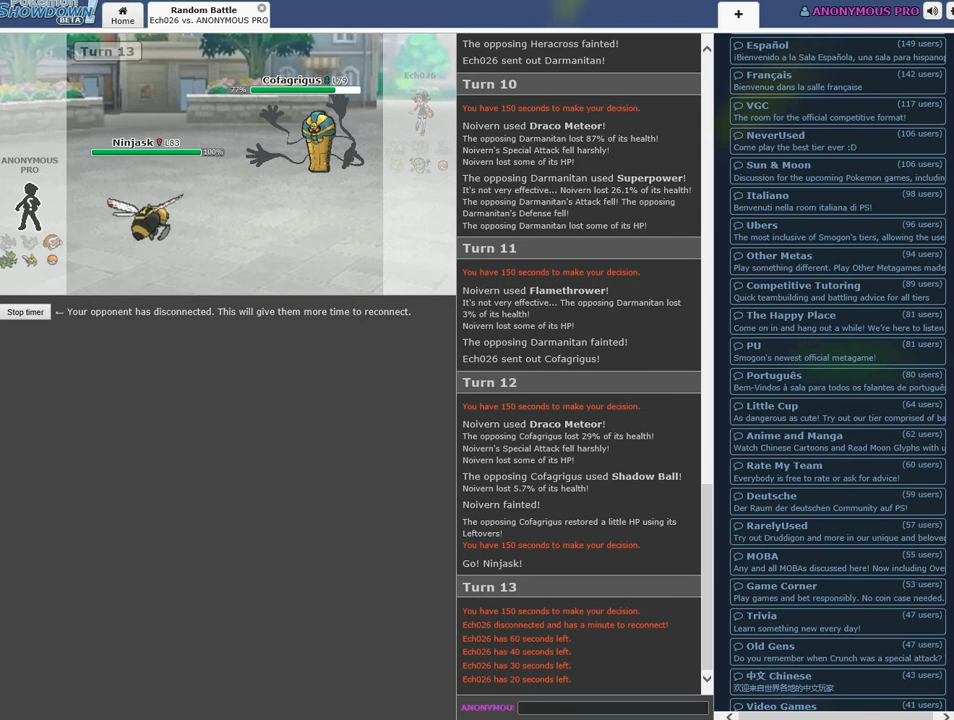 Pokémon
SHOWDOWN!
BETA
Home
Random Battle
Ech026 vs. ANONYMOUS PRO
+
ANONYMOUS PRO
Turn 13
Cofagrigus L79
77%
Ninjask L83
100%
Ech026
ANONYMOUS
PRO
Stop timer
← Your opponent has disconnected. This will give them more time to reconnect.
The opposing Heracross fainted!
Ech026 sent out Darmanitan!
Turn 10
You have 150 seconds to make your decision.
Noivern used Draco Meteor!
The opposing Darmanitan lost 87% of its health!
Noivern's Special Attack fell harshly!
Noivern lost some of its HP!
The opposing Darmanitan used Superpower!
It's not very effective... Noivern lost 26.1% of its health!
The opposing Darmanitan's Attack fell! The opposing
Darmanitan's Defense fell!
The opposing Darmanitan lost some of its HP!
Turn 11
You have 150 seconds to make your decision.
Noivern used Flamethrower!
It's not very effective... The opposing Darmanitan lost
3% of its health!
Noivern lost some of its HP!
The opposing Darmanitan fainted!
Ech026 sent out Cofagrigus!
Turn 12
You have 150 seconds to make your decision.
Noivern used Draco Meteor!
The opposing Cofagrigus lost 29% of its health!
Noivern's Special Attack fell harshly!
Noivern lost some of its HP!
The opposing Cofagrigus used Shadow Ball!
Noivern lost 5.7% of its health!
Noivern fainted!
The opposing Cofagrigus restored a little HP using its
Leftovers!
You have 150 seconds to make your decision.
Go! Ninjask!
Turn 13
You have 150 seconds to make your decision.
Ech026 disconnected and has a minute to reconnect!
Ech026 has 60 seconds left.
Ech026 has 40 seconds left.
Ech026 has 30 seconds left.
Ech026 has 20 seconds left.
ANONYMOU:
Español (149 users)
¡Bienvenido a la Sala Española, una sala para hispano
Français (142 users)
Bienvenue dans la salle française
VGC (117 users)
The room for the official competitive format!
NeverUsed (106 users)
Come play the best tier ever :D
Sun & Moon (106 users)
Discussion for the upcoming Pokemon games, includin
Italiano (98 users)
Benvenuti nella room italiana di PS!
Ubers (96 users)
The most inclusive of Smogon's tiers, allowing the use
Other Metas (94 users)
Play something different. Play Other Metagames made
Competitive Tutoring (89 users)
Quick teambuilding and battling advice for all tiers
The Happy Place (81 users)
Come on in and hang out a while! We're here to listen
PU (81 users)
Smogon's newest official metagame!
Português (80 users)
Bem-Vindos à sala para todos os falantes de portuguê
Little Cup (64 users)
As dangerous as cute! Try out our tier comprised of ba
Anime and Manga (62 users)
Watch Chinese Cartoons and Read Moon Glyphs with u
Rate My Team (60 users)
Everybody is free to rate or ask for advice!
Deutsche (59 users)
Der Raum der deutschen Community auf PS!
RarelyUsed (57 users)
Try out Druddigon and more in our unique and belove
MOBA (55 users)
Any and all MOBAs discussed here! Now including Ove
Game Corner (53 users)
Play games and bet responsibly. No coin case needed.
Trivia (47 users)
Learn something new every day!
Old Gens (47 users)
Do you remember when Crunch was a special attack?
中文 Chinese (43 users)
欢迎来自世界各地的中文玩家
Video Games (41 users)